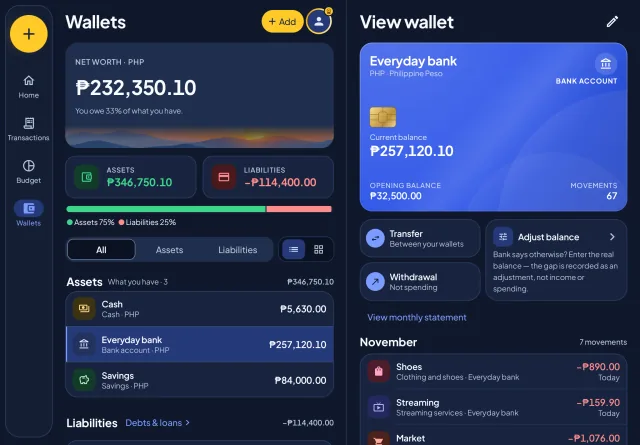 Home
Transactions
Budget
Wallets
Wallets
+ Add
NET WORTH · PHP
₱232,350.10
You owe 33% of what you have.
ASSETS
₱346,750.10
LIABILITIES
-₱114,400.00
Assets 75% Liabilities 25%
All Assets Liabilities
Assets What you have · 3 ₱346,750.10
Cash
Cash · PHP
₱5,630.00
Everyday bank
Bank account · PHP
₱257,120.10
Savings
Savings · PHP
₱84,000.00
Liabilities Debts & loans > -₱114,400.00
View wallet
Everyday bank
PHP · Philippine Peso
BANK ACCOUNT
Current balance
₱257,120.10
OPENING BALANCE
₱32,500.00
MOVEMENTS
67
Transfer
Between your wallets
Withdrawal
Not spending
Adjust balance
Bank says otherwise? Enter the real
balance — the gap is recorded as an
adjustment, not income or
spending.
View monthly statement
November 7 movements
Shoes
Clothing and shoes · Everyday bank
-₱890.00
Today
Streaming
Streaming services · Everyday bank
-₱159.90
Today
Market
-₱1,076.00